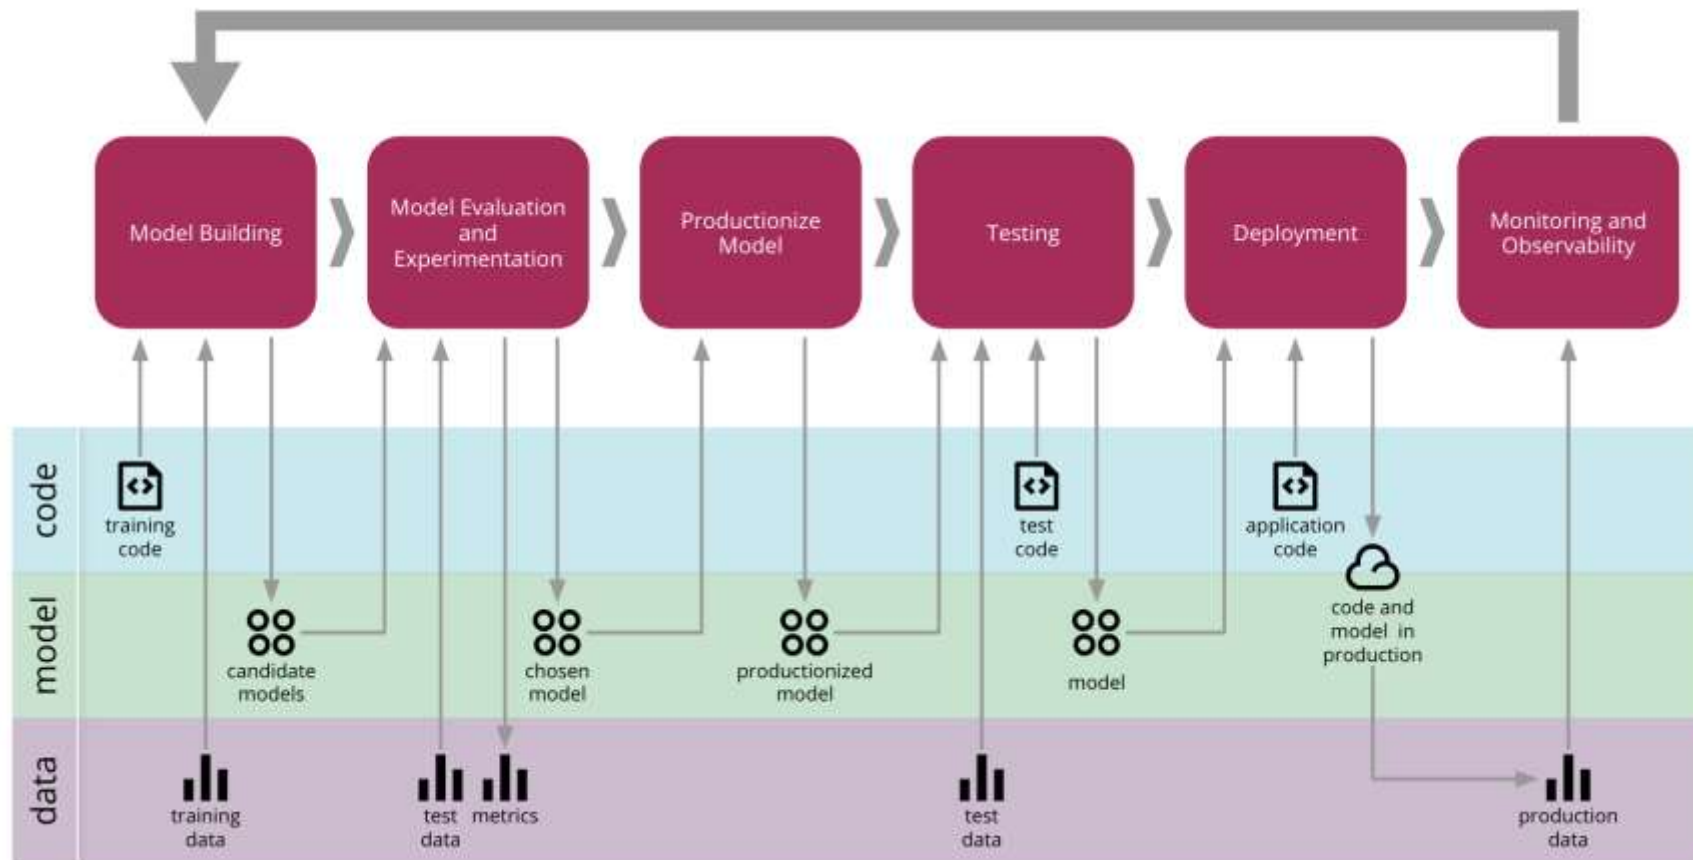 Model Building
Model Evaluation
and
Experimentation
Productionize
Model
Testing
Deployment
Monitoring and
Observability
code
training
code
test
code
application
code
model
candidate
models
chosen
model
productionized
model
model
code and
model in
production
data
training
data
test
data
metrics
test
data
production
data